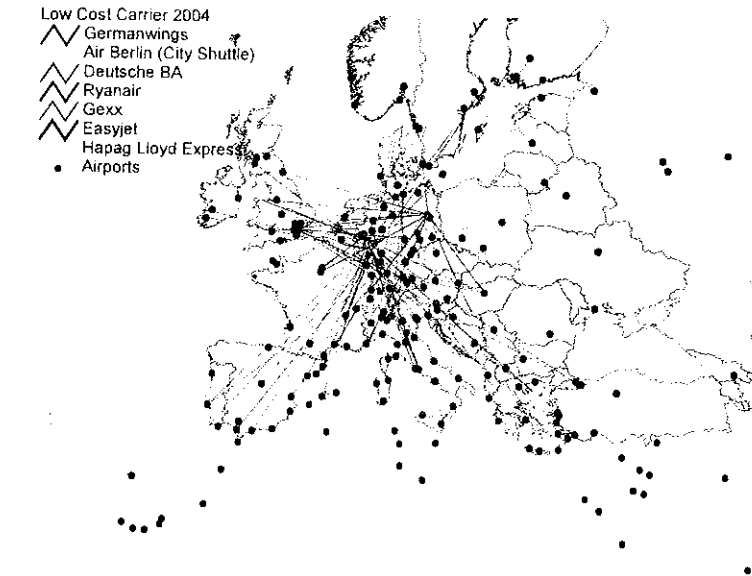 Low Cost Carrier 2004
Germanwings
Air Berlin (City Shuttle)
Deutsche BA
Ryanair
Gexx
Easyjet
Hapag Lloyd Express
Airports